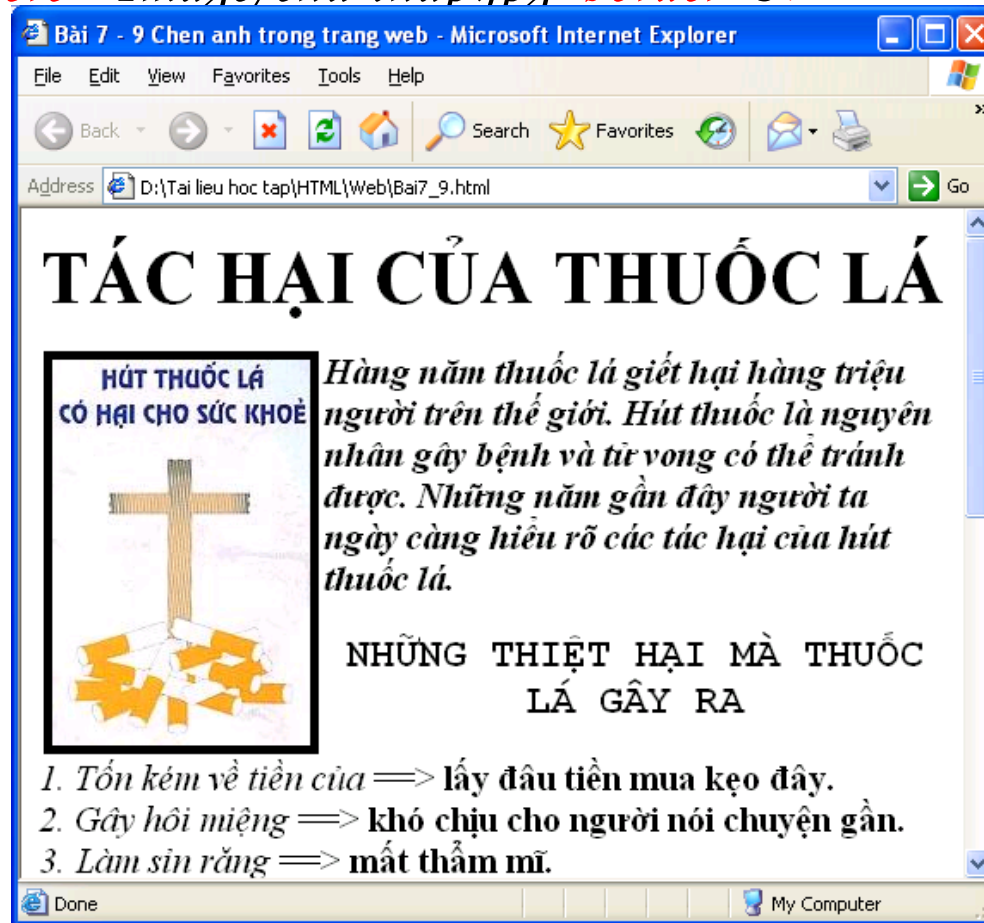 Bài 7 - 9 Chen anh trong trang web - Microsoft Internet Explorer
File Edit View Favorites Tools Help
Back Search Favorites »
Address D:\Tai lieu hoc tap\HTML\Web\Bai7_9.html Go
TÁC HẠI CỦA THUỐC LÁ
HÚT THUỐC LÁ
CÓ HẠI CHO SỨC KHOẺ
Hàng năm thuốc lá giết hại hàng triệu
người trên thế giới. Hút thuốc là nguyên
nhân gây bệnh và từ vong có thể tránh
được. Những năm gần đây người ta
ngày càng hiểu rõ các tác hại của hút
thuốc lá.
NHỮNG THIỆT HẠI MÀ THUỐC
LÁ GÂY RA
1. Tốn kém về tiền của ==> lấy đâu tiền mua kẹo đây.
2. Gây hôi miệng ==> khó chịu cho người nói chuyện gần.
3. Làm sỉn răng ==> mất thẩm mĩ.
Done My Computer